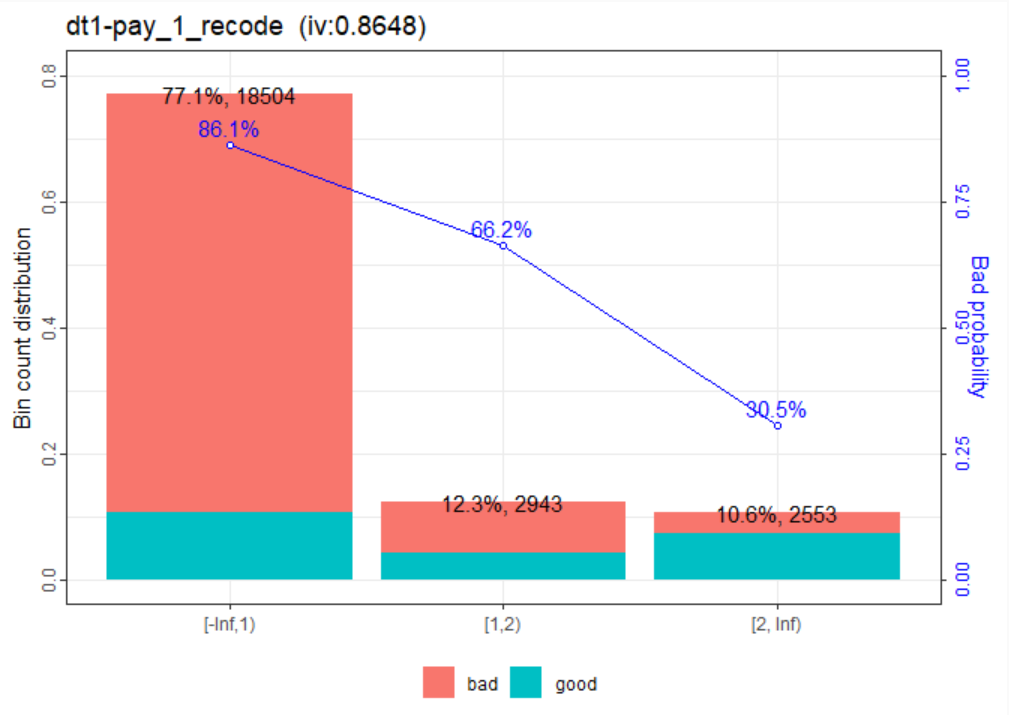 dt1-pay_1_recode (iv:0.8648)
Bin count distribution
0.8
0.6
0.4
0.2
0.0
77.1%, 18504
86.1%
66.2%
12.3%, 2943
30.5%
10.6%, 2553
1.00
0.75
0.50
0.25
0.00
Bad probability
[-Inf,1)
[1,2)
[2, Inf)
bad
good